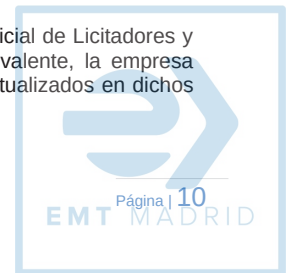 icial de Licitadores y
valente, la empresa
tualizados en dichos
Página | 10
EMT MADRID